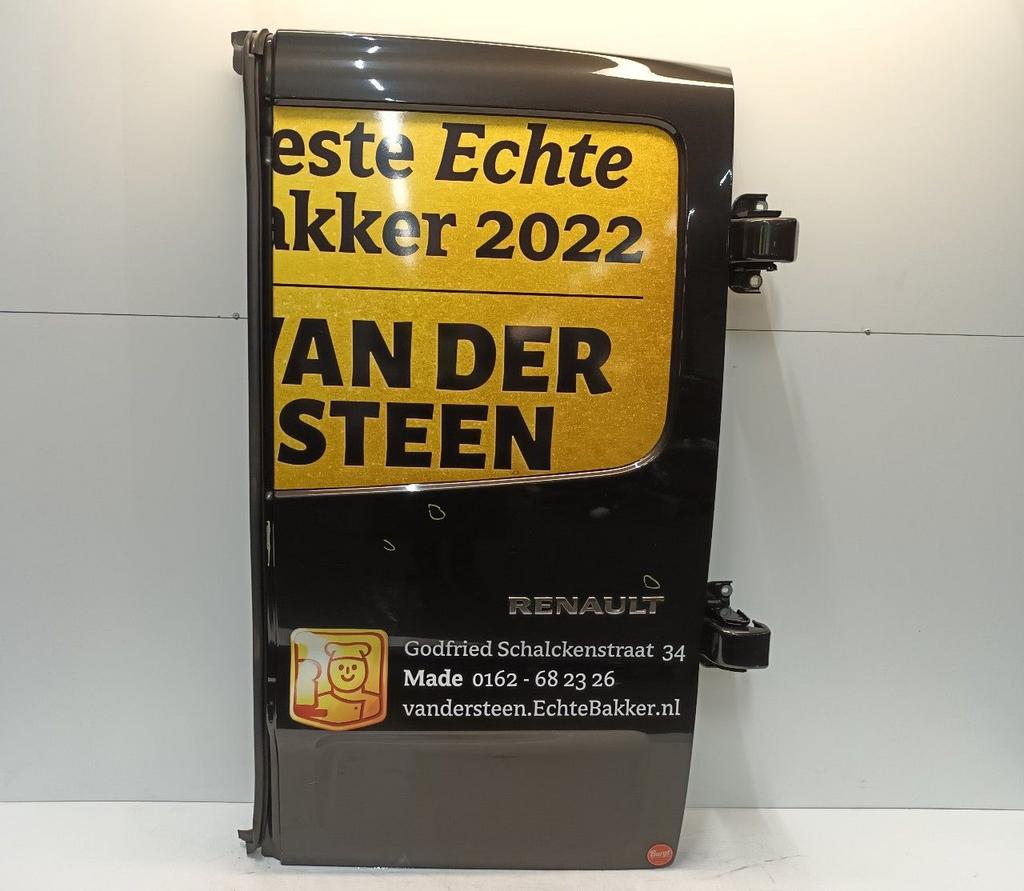 este Echte
akker 2022
VAN DER
STEEN
RENAULT
Godfried Schalckenstraat 34
Made 0162 - 68 23 26
vandersteen.EchteBakker.nl